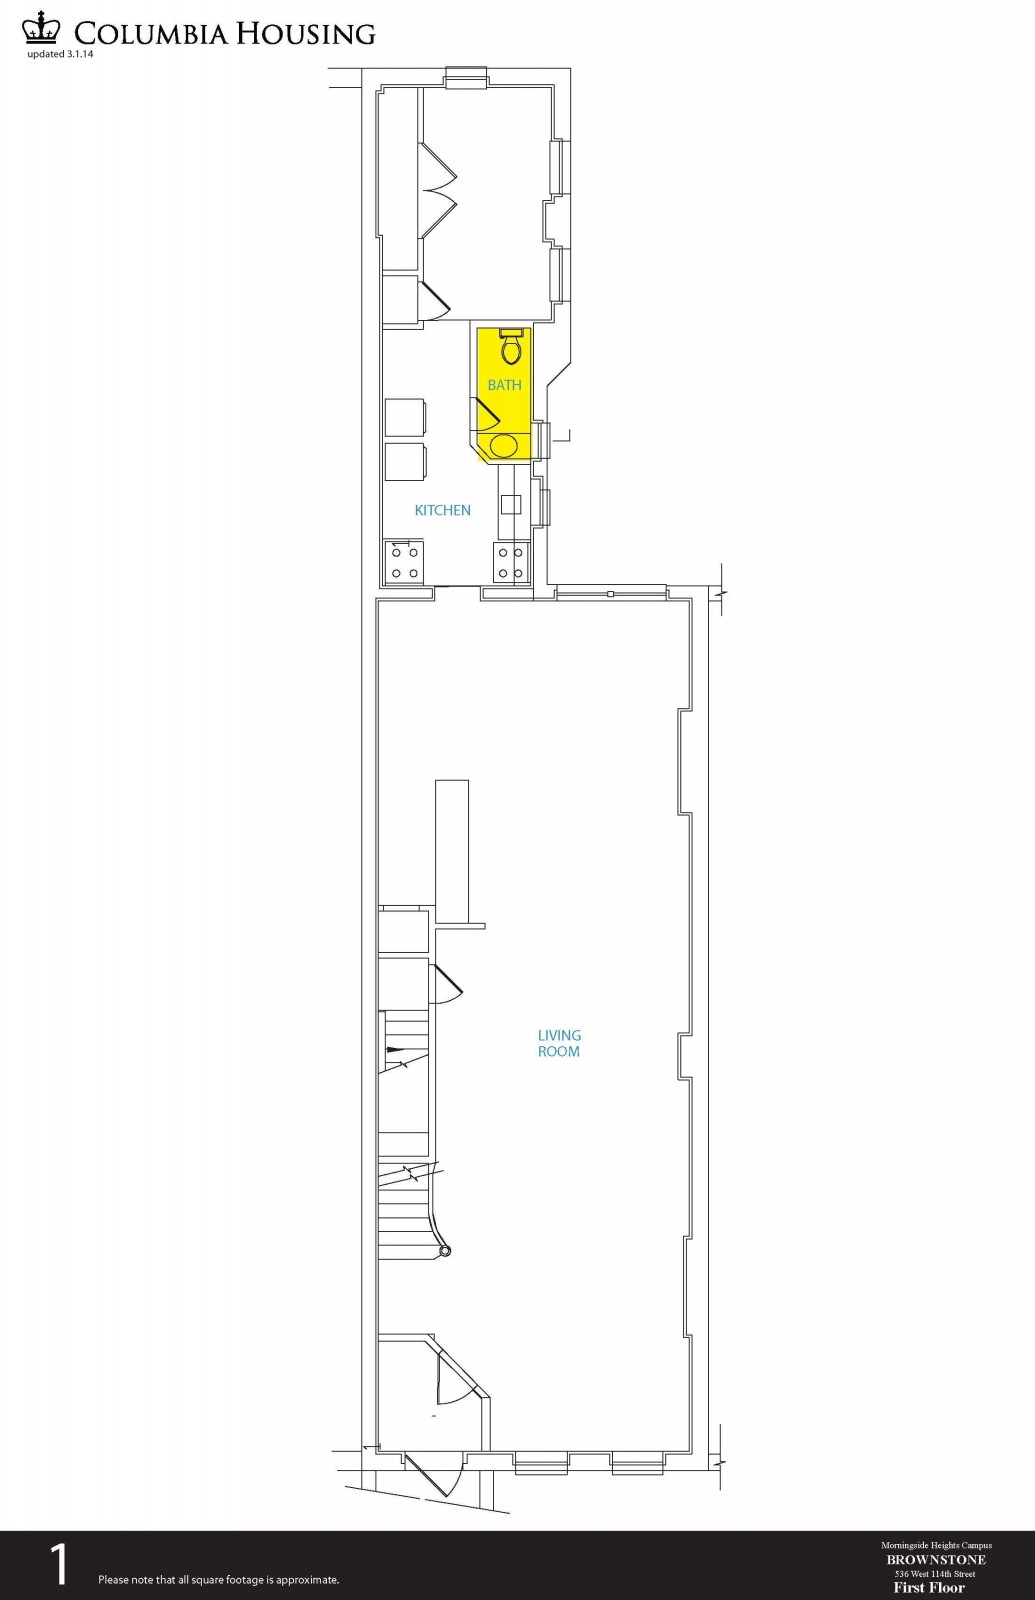 COLUMBIA HOUSING
updated 3.1.14
BATH
KITCHEN
LIVING
ROOM
1
Please note that all square footage is approximate.
Morningside Heights Campus
BROWNSTONE
536 West 114th Street
First Floor